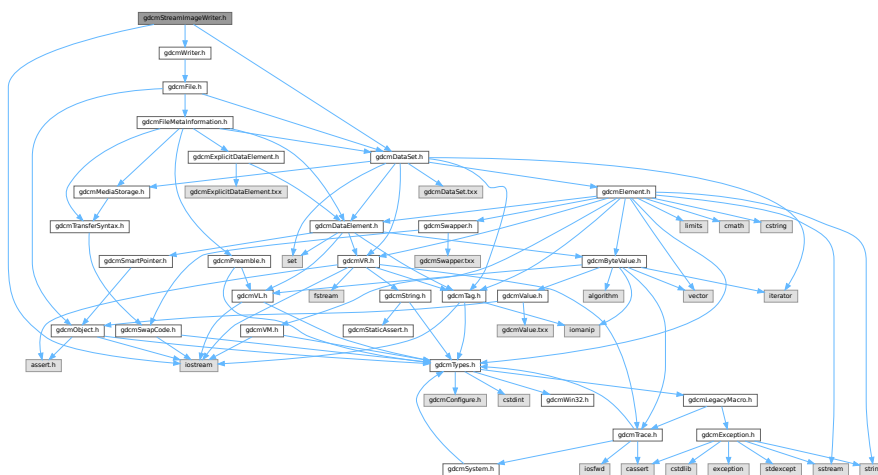 gdcmStreamImageWriter.h
gdcmWriter.h
gdcmFile.h
gdcmFileMetaInformation.h
gdcmExplicitDataElement.h
gdcmDataSet.h
gdcmMediaStorage.h
gdcmExplicitDataElement.txx
gdcmDataSet.txx
gdcmElement.h
gdcmTransferSyntax.h
gdcmDataElement.h
gdcmSwapper.h
limits
cmath
cstring
gdcmSmartPointer.h
gdcmPreamble.h
set
gdcmVR.h
gdcmSwapper.txx
gdcmByteValue.h
gdcmVL.h
fstream
gdcmString.h
gdcmTag.h
gdcmValue.h
algorithm
vector
iterator
gdcmObject.h
gdcmSwapCode.h
gdcmVM.h
gdcmStaticAssert.h
gdcmValue.txx
iomanip
assert.h
iostream
gdcmTypes.h
gdcmConfigure.h
cstdint
gdcmWin32.h
gdcmLegacyMacro.h
gdcmTrace.h
gdcmException.h
gdcmSystem.h
iosfwd
cassert
cstdlib
exception
stdexcept
sstream